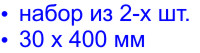 • набор из 2-х шт.
• 30 х 400 мм